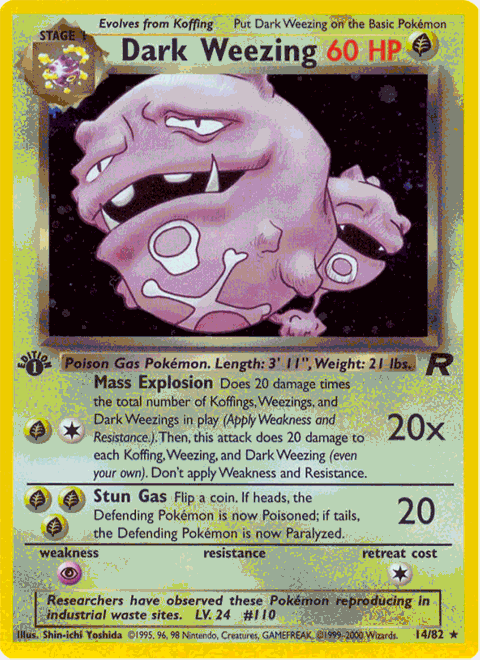 Evolves from Koffing Put Dark Weezing on the Basic Pokémon
STAGE 1
Dark Weezing 60 HP
EDITION
1
Poison Gas Pokémon. Length: 3' 11", Weight: 21 lbs.
R
Mass Explosion Does 20 damage times
the total number of Koffings, Weezings, and
Dark Weezings in play (Apply Weakness and
Resistance.). Then, this attack does 20 damage to
each Koffing, Weezing, and Dark Weezing (even
your own). Don't apply Weakness and Resistance.
20x
Stun Gas Flip a coin. If heads, the
Defending Pokémon is now Poisoned; if tails,
the Defending Pokémon is now Paralyzed.
20
weakness resistance retreat cost
Researchers have observed these Pokémon reproducing in
industrial waste sites. LV. 24 #110
Illus. Shin-ichi Yoshida ©1995, 96, 98 Nintendo, Creatures, GAMEFREAK. ©1999-2000 Wizards. 14/82 ★